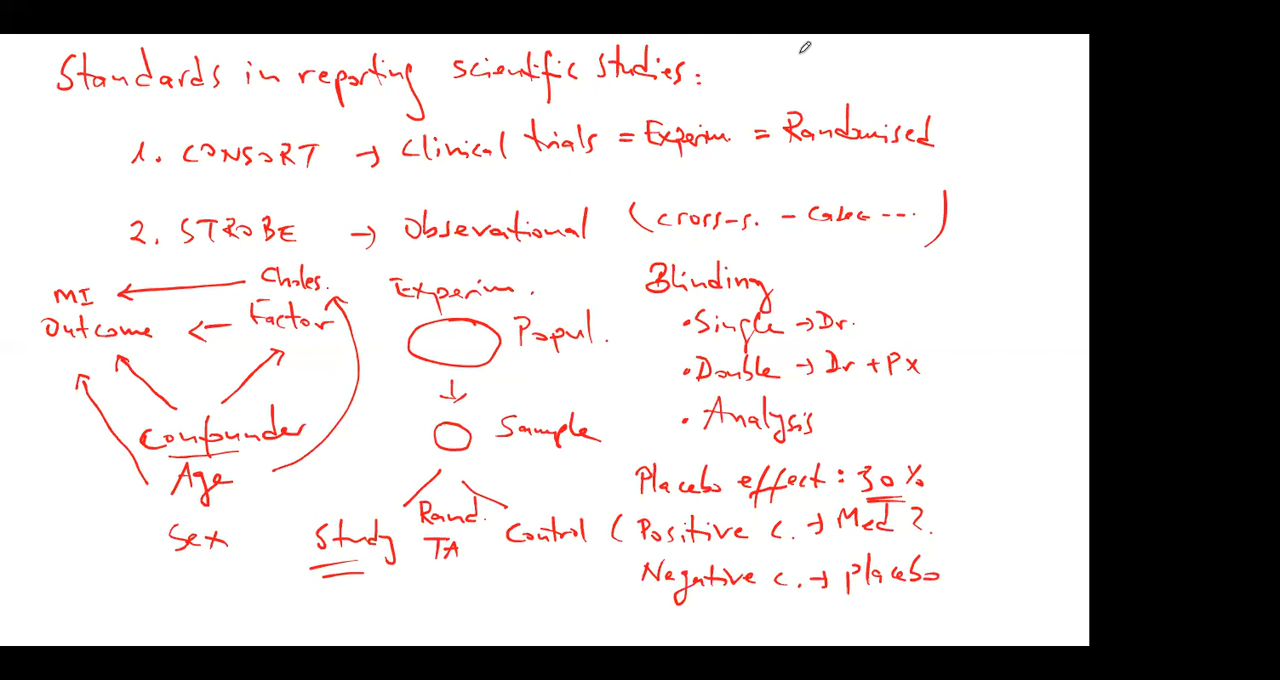 Standards in reporting scientific studies:
1. CONSORT → Clinical trials = Experim. = Randomised
2. STROBE → Observational (cross-s. -
MI ← Choles.
Outcome ← Factor
Confounder
Age
Sex
Experim.
Popul.
↓
Sample
Rand.
Study TA Control (Positive c. → Med 2.
Negative c. → placebo
Blinding
• Single → Dr.
• Double → Dr + Px
• Analysis
Placebo effect: 30%